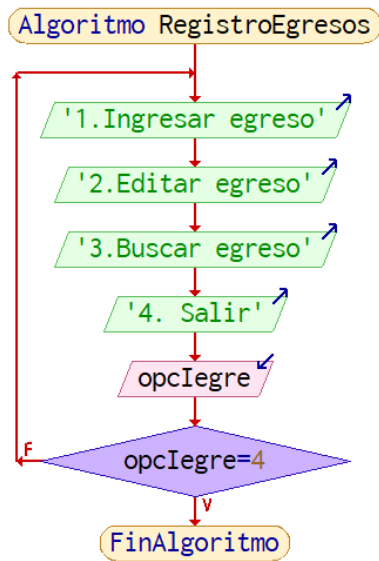 Algoritmo RegistroEgresos
'1.Ingresar egreso'
'2.Editar egreso'
'3.Buscar egreso'
'4. Salir'
opcIegre
opcIegre=4
F
V
FinAlgoritmo